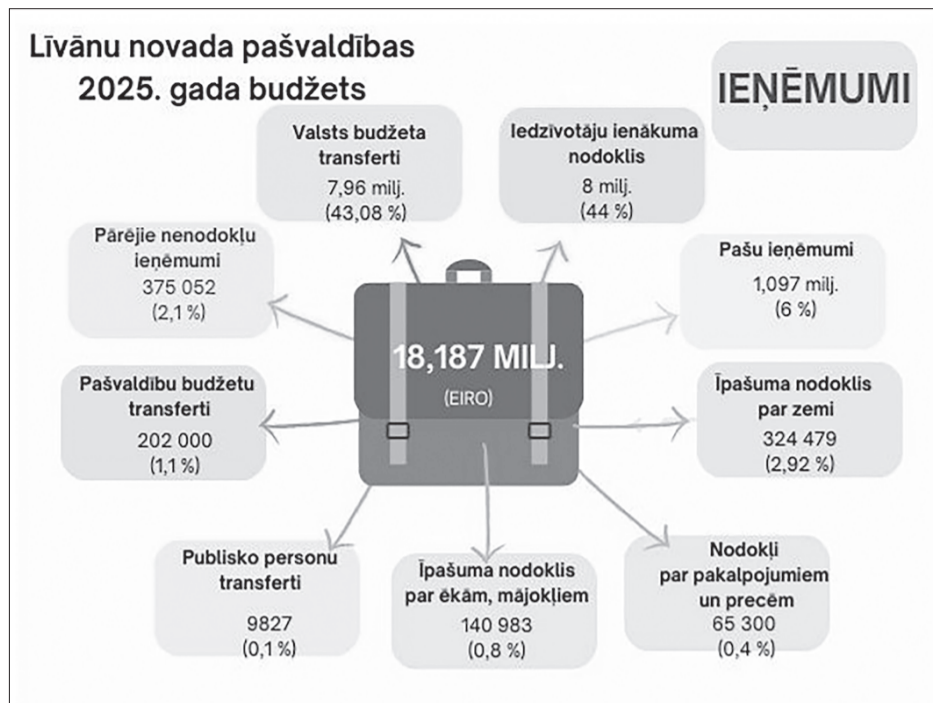 Līvānu novada pašvaldības
2025. gada budžets
IEŅĒMUMI
Valsts budžeta
transferti
7,96 milj.
(43,08 %)
Iedzīvotāju ienākuma
nodoklis
8 milj.
(44 %)
Pārējie nenodokļu
ieņēmumi
375 052
(2,1 %)
Pašu ieņēmumi
1,097 milj.
(6 %)
18,187 MILJ.
(EIRO)
Pašvaldību budžetu
transferti
202 000
(1,1 %)
Īpašuma nodoklis
par zemi
324 479
(2,92 %)
Publisko personu
transferti
9827
(0,1 %)
Īpašuma nodoklis
par ēkām, mājokļiem
140 983
(0,8 %)
Nodokļi
par pakalpojumiem
un precēm
65 300
(0,4 %)